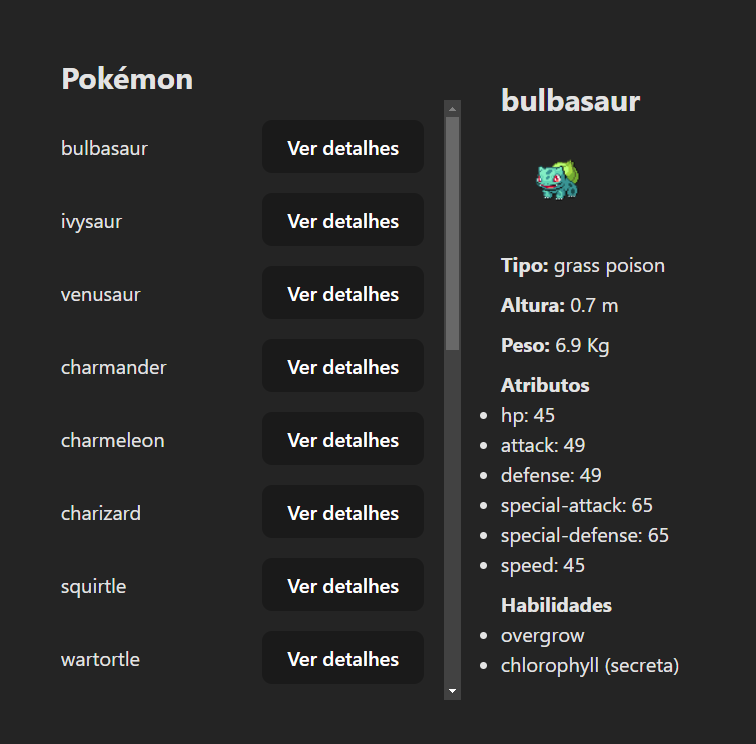 Pokémon
bulbasaur Ver detalhes
ivysaur Ver detalhes
venusaur Ver detalhes
charmander Ver detalhes
charmeleon Ver detalhes
charizard Ver detalhes
squirtle Ver detalhes
wartortle Ver detalhes
bulbasaur
Tipo: grass poison
Altura: 0.7 m
Peso: 6.9 Kg
Atributos
hp: 45
attack: 49
defense: 49
special-attack: 65
special-defense: 65
speed: 45
Habilidades
overgrow
chlorophyll (secreta)